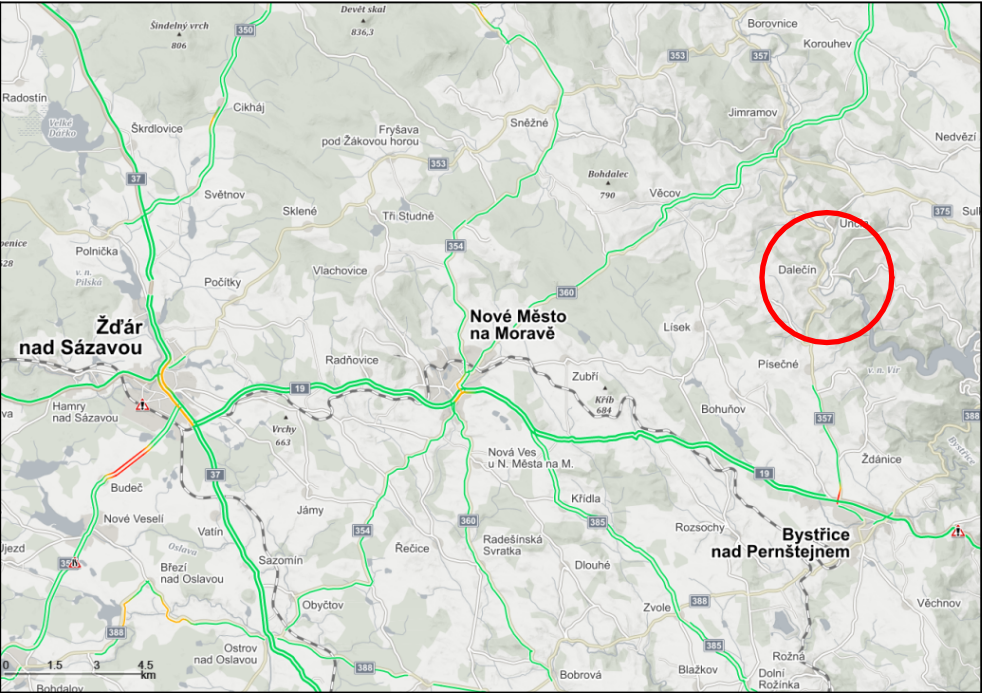 Devět skal
836,3
Šindelný vrch
806
350
Borovnice
Korouhev
353
357
Radostín
Velké
Dářko
Cikháj
Škrdlovice
Fryšava
pod Žákovou horou
Sněžné
Jimramov
Nedvězí
353
37
Bohdalec
790
Věcov
Světnov
Sklené
Tři Studně
375
Sul
Polnička
354
v. n.
Pilská
Počítky
Vlachovice
Dalečín
360
Žďár
nad Sázavou
Nové Město
na Moravě
Lísek
Radňovice
Písečné
v. n. Vír
Zubří
19
Hamry
nad Sázavou
Kříb
684
Bohuňov
357
388
Vrchy
663
Bystřice
Nová Ves
u N. Města na M.
Ždánice
37
19
Budeč
Křídla
Nové Veselí
Jámy
360
385
Rozsochy
Bystřice
nad Pernštejnem
354
Vatín
Radešínská
Svratka
Řečice
Oslava
Sazomín
Březí
nad Oslavou
Dlouhé
Obyčtov
388
Zvole
Věchnov
388
385
Ostrov
nad Oslavou
Rožná
0 1.5 3 4.5
km
388
Bobrová
Blažkov
Dolní
Rožínka
Bohdalov